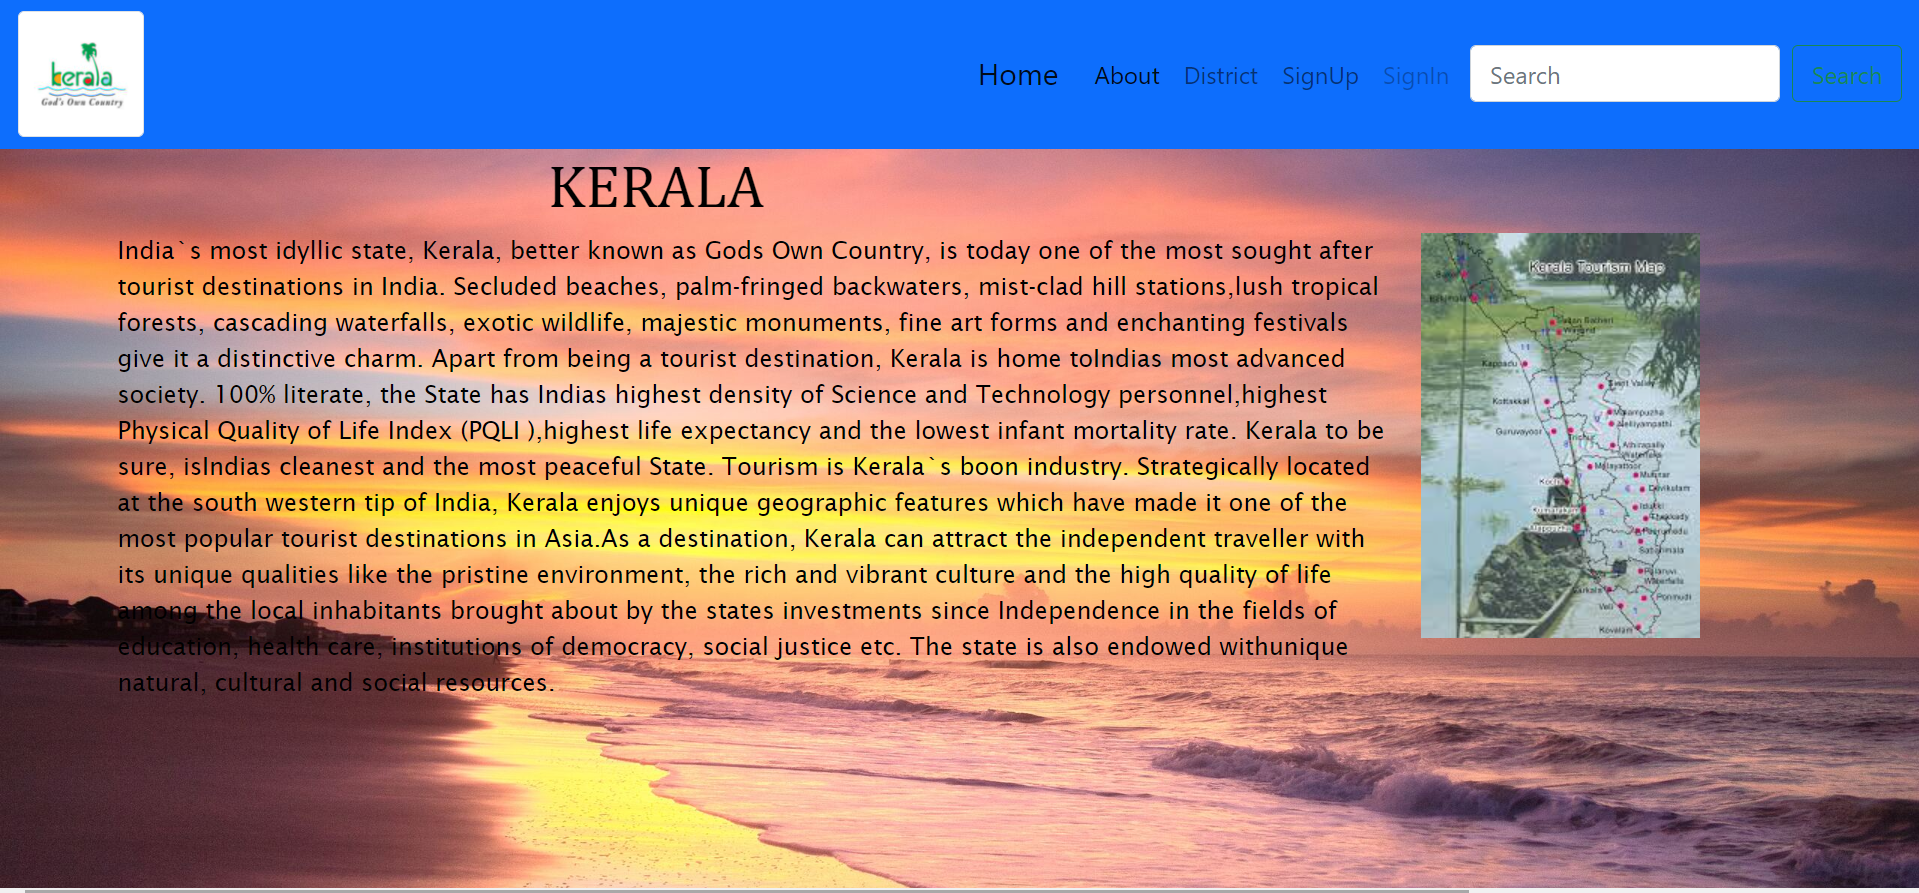 kerala
God's Own Country
Home About District SignUp SignIn Search Search
KERALA
India`s most idyllic state, Kerala, better known as Gods Own Country, is today one of the most sought after
tourist destinations in India. Secluded beaches, palm-fringed backwaters, mist-clad hill stations,lush tropical
forests, cascading waterfalls, exotic wildlife, majestic monuments, fine art forms and enchanting festivals
give it a distinctive charm. Apart from being a tourist destination, Kerala is home toIndias most advanced
society. 100% literate, the State has Indias highest density of Science and Technology personnel,highest
Physical Quality of Life Index (PQLI ),highest life expectancy and the lowest infant mortality rate. Kerala to be
sure, isIndias cleanest and the most peaceful State. Tourism is Kerala`s boon industry. Strategically located
at the south western tip of India, Kerala enjoys unique geographic features which have made it one of the
most popular tourist destinations in Asia.As a destination, Kerala can attract the independent traveller with
its unique qualities like the pristine environment, the rich and vibrant culture and the high quality of life
among the local inhabitants brought about by the states investments since Independence in the fields of
education, health care, institutions of democracy, social justice etc. The state is also endowed withunique
natural, cultural and social resources.
Kerala Tourism Map
Kappadu
Silent Valley
Kottakkal
Malampuzha
Nelliyampathi
Guruvayoor
Trichur
Athirapally
Waterfalls
Malayattoor
Munnar
Kochi
Devikulam
Kumarakam
Idukki
Thekkady
Alappuzha
Peerumedu
Sabarimala
Palaruvi
Waterfalls
Varkala
Ponmudi
Veli
Kovalam